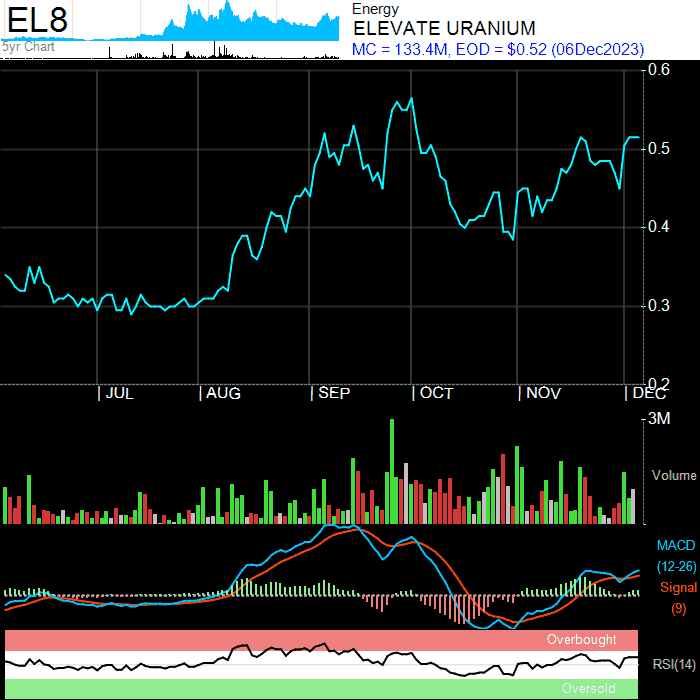 EL8
5yr Chart
Energy
ELEVATE URANIUM
MC = 133.4M, EOD = $0.52 (06Dec2023)
0.6
0.5
0.4
0.3
0.2
| JUL | AUG | SEP | OCT | NOV | DEC
3M
Volume
MACD
(12-26)
Signal
(9)
Overbought
RSI(14)
Oversold